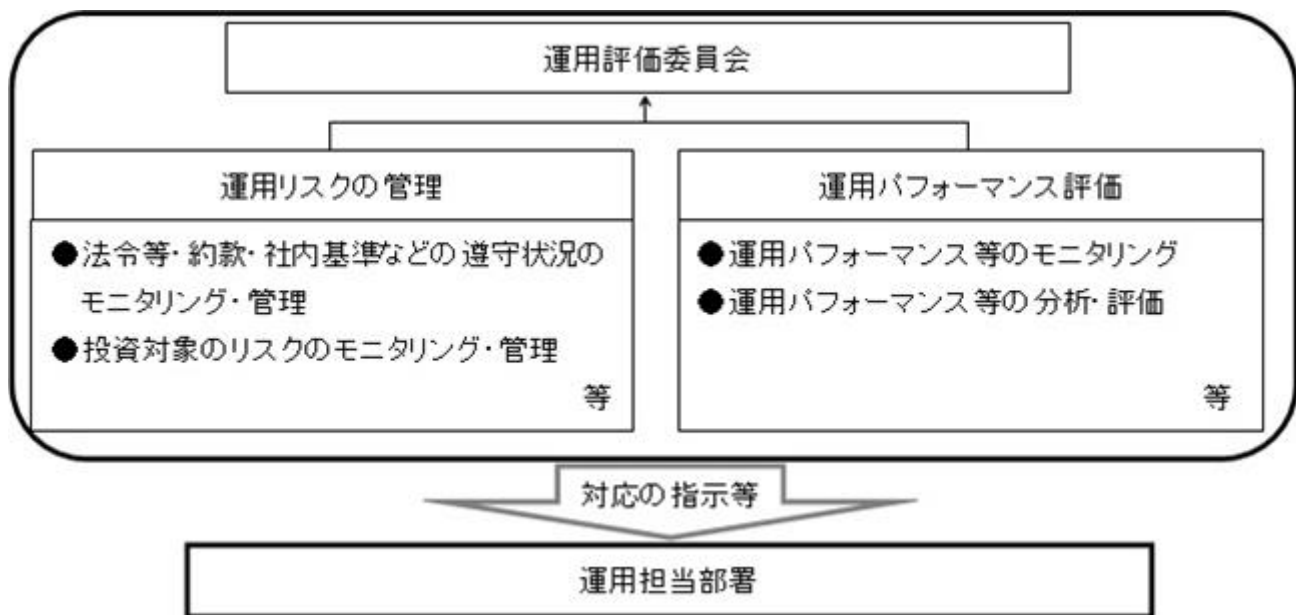 運用評価委員会
運用リスクの管理
●法令等・約款・社内基準などの遵守状況の
モニタリング・管理
●投資対象のリスクのモニタリング・管理
等
運用パフォーマンス評価
●運用パフォーマンス等のモニタリング
●運用パフォーマンス等の分析・評価
等
対応の指示等
運用担当部署